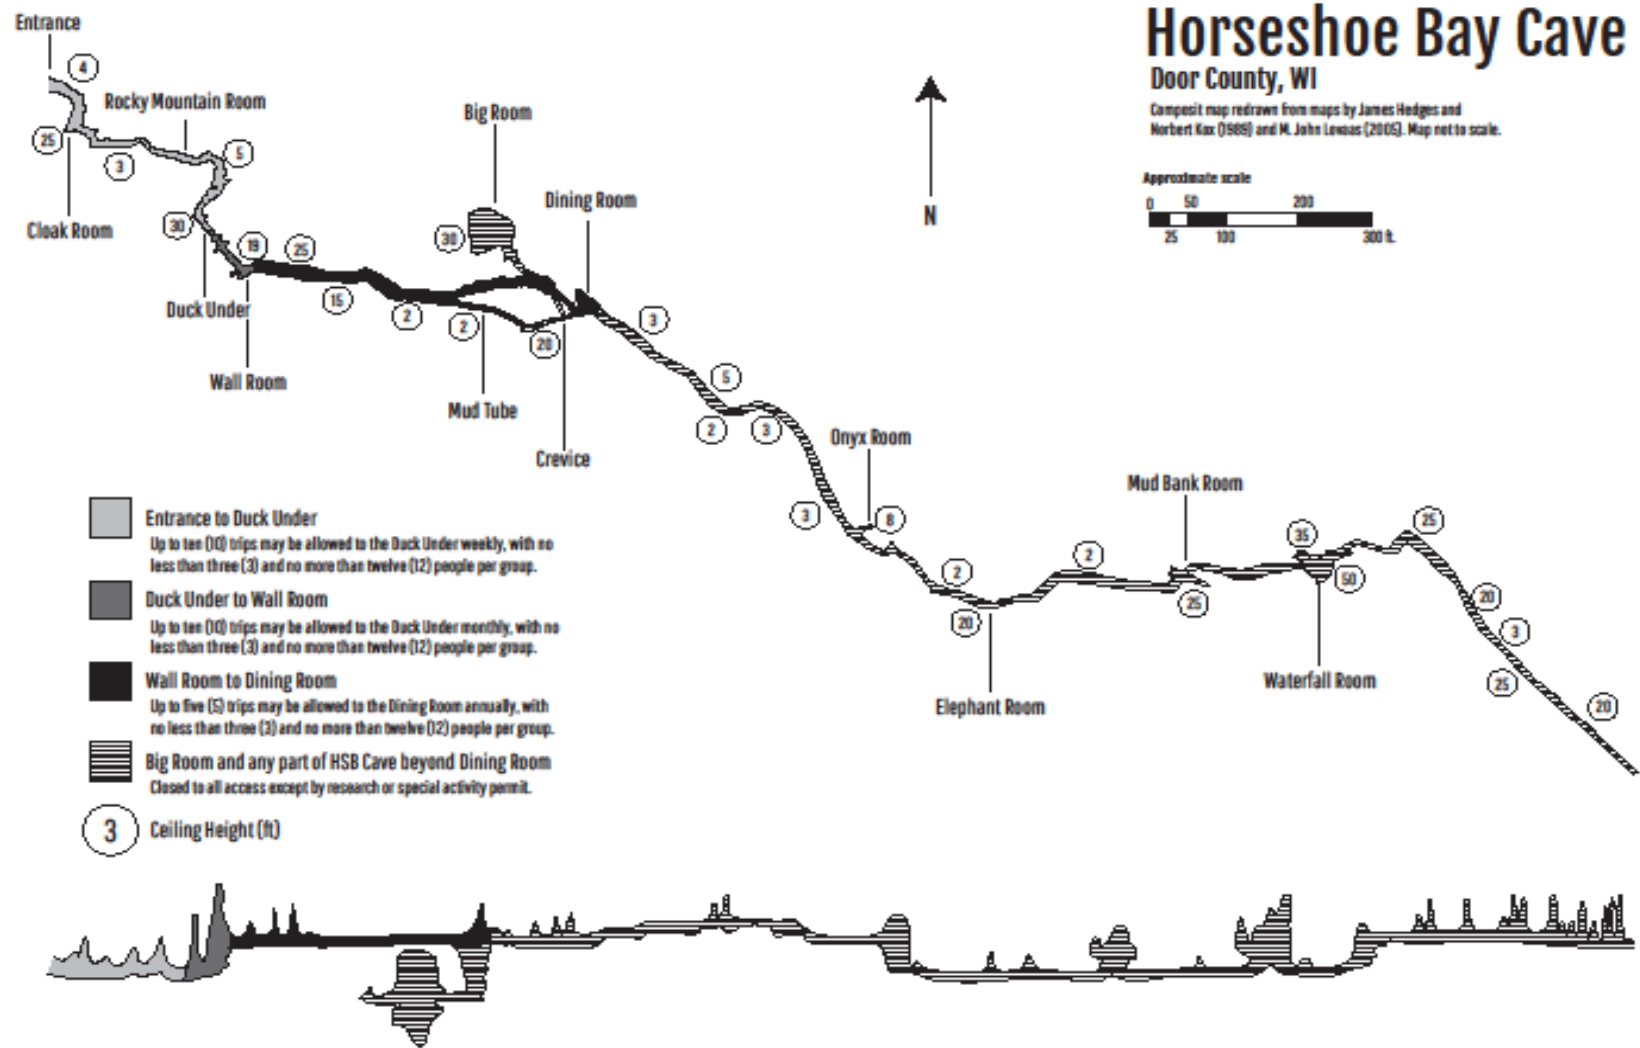 Horseshoe Bay Cave
Door County, WI
Composit map redrawn from maps by James Hedges and
Norbert Kox (1989) and M. John Lovaas (2005). Map not to scale.
Approximate scale
0 50 200
25 100 300 ft.
N
Entrance
4
Rocky Mountain Room
25
3
5
Cloak Room
30
Duck Under
19
25
Wall Room
15
2
2
Big Room
30
Dining Room
Mud Tube
20
Crevice
3
5
2
3
Onyx Room
3
8
2
20
Elephant Room
2
Mud Bank Room
25
35
50
Waterfall Room
25
20
3
25
20
Entrance to Duck Under
Up to ten (10) trips may be allowed to the Duck Under weekly, with no
less than three (3) and no more than twelve (12) people per group.
Duck Under to Wall Room
Up to ten (10) trips may be allowed to the Duck Under monthly, with no
less than three (3) and no more than twelve (12) people per group.
Wall Room to Dining Room
Up to five (5) trips may be allowed to the Dining Room annually, with
no less than three (3) and no more than twelve (12) people per group.
Big Room and any part of HSB Cave beyond Dining Room
Closed to all access except by research or special activity permit.
3 Ceiling Height (ft)